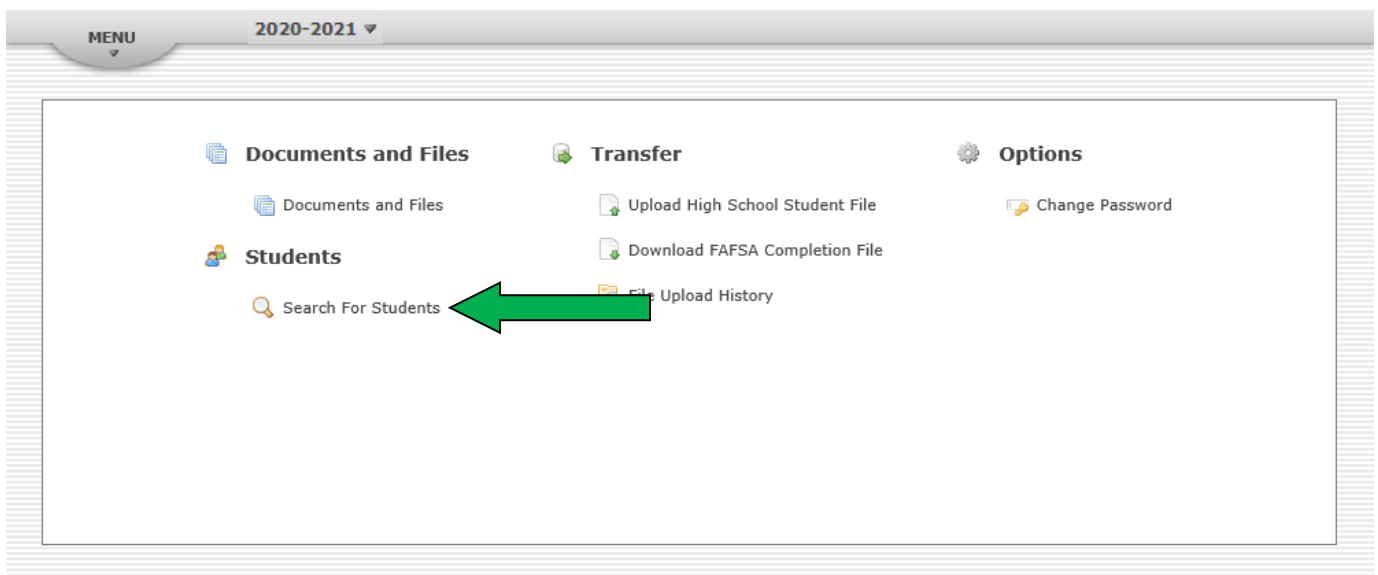 MENU
2020-2021
Documents and Files
Documents and Files
Students
Search For Students
Transfer
Upload High School Student File
Download FAFSA Completion File
File Upload History
Options
Change Password